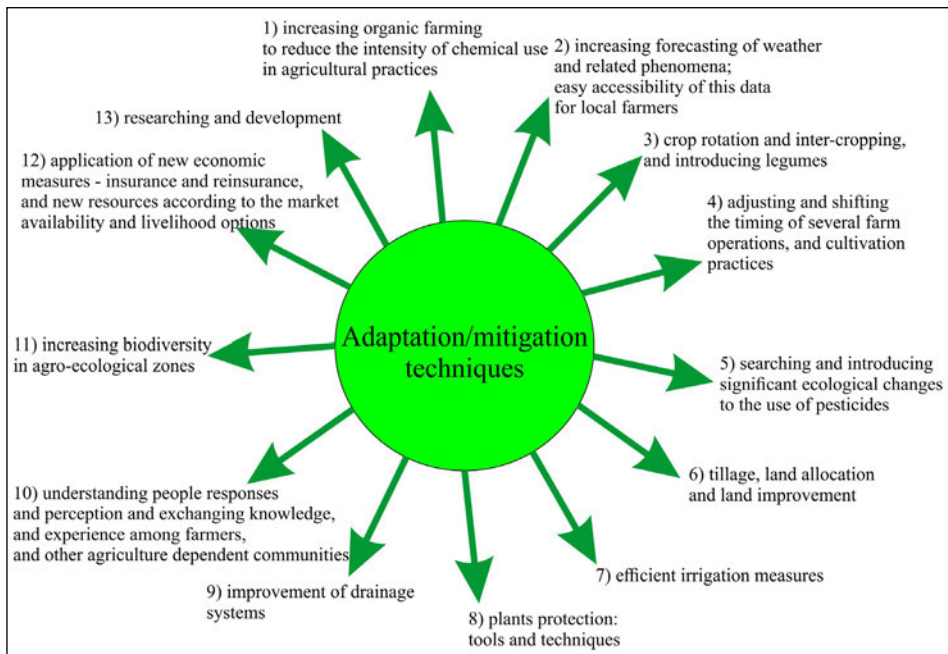 1) increasing organic farming
to reduce the intensity of chemical use
in agricultural practices
2) increasing forecasting of weather
and related phenomena;
easy accessibility of this data
for local farmers
3) crop rotation and inter-cropping,
and introducing legumes
4) adjusting and shifting
the timing of several farm
operations, and cultivation
practices
5) searching and introducing
significant ecological changes
to the use of pesticides
6) tillage, land allocation
and land improvement
7) efficient irrigation measures
8) plants protection:
tools and techniques
9) improvement of drainage
systems
10) understanding people responses
and perception and exchanging knowledge,
and experience among farmers,
and other agriculture dependent communities
11) increasing biodiversity
in agro-ecological zones
12) application of new economic
measures - insurance and reinsurance,
and new resources according to the market
availability and livelihood options
13) researching and development
Adaptation/mitigation
techniques